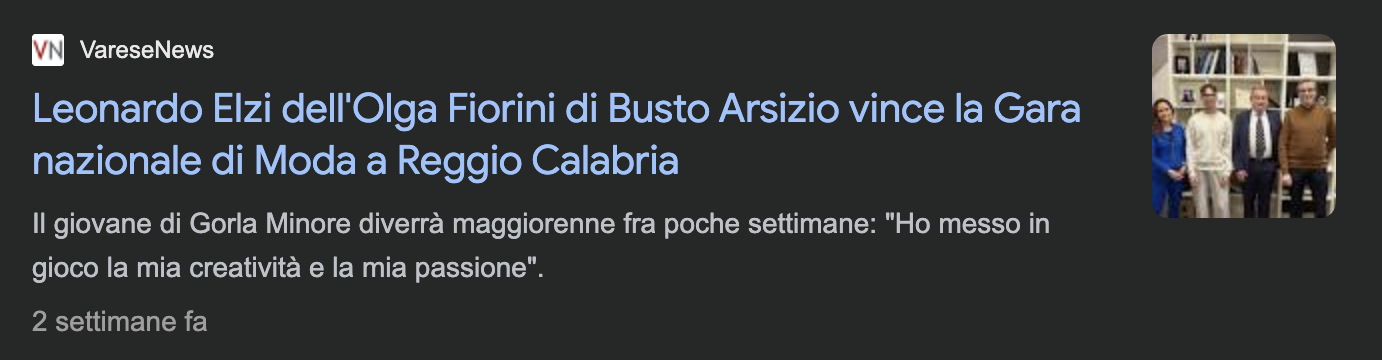 VN VareseNews
Leonardo Elzi dell'Olga Fiorini di Busto Arsizio vince la Gara
nazionale di Moda a Reggio Calabria
Il giovane di Gorla Minore diverrà maggiorenne fra poche settimane: "Ho messo in
gioco la mia creatività e la mia passione".
2 settimane fa